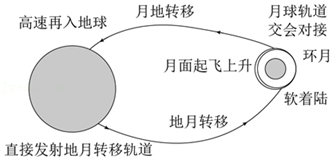 高速再入地球
月地转移
月球轨道
交会对接
环月
月面起飞上升
软着陆
地月转移
直接发射地月转移轨道